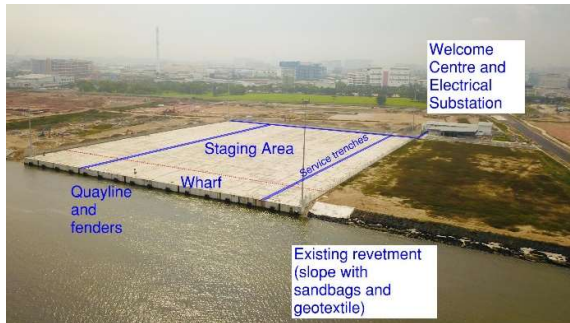 Welcome
Centre and
Electrical
Substation
Staging Area
Service trenches
Wharf
Quayline
and
fenders
Existing revetment
(slope with
sandbags and
geotextile)